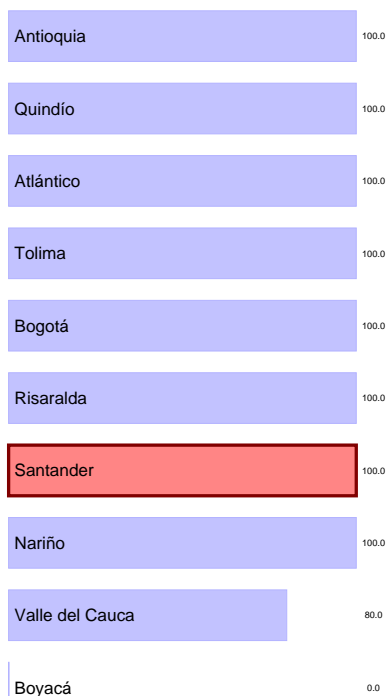 Antioquia 100.0
Quindío 100.0
Atlántico 100.0
Tolima 100.0
Bogotá 100.0
Risaralda 100.0
Santander 100.0
Nariño 100.0
Valle del Cauca 80.0
Boyacá 0.0